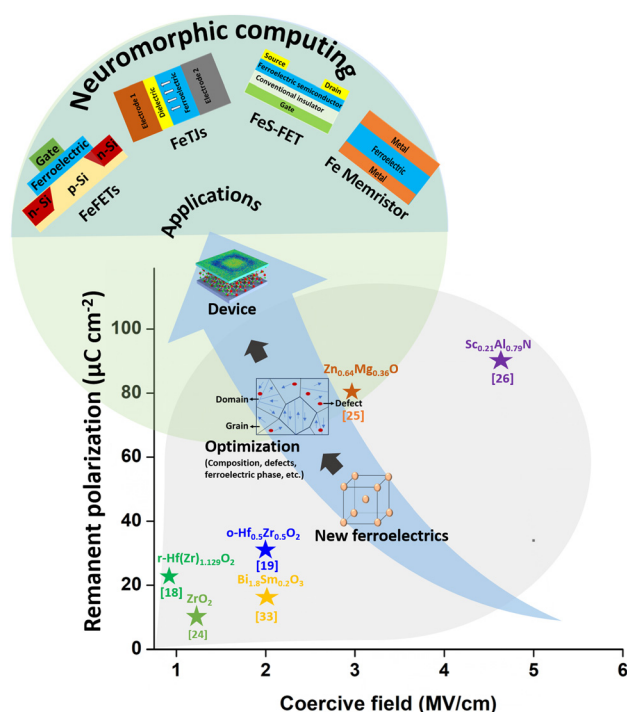 Neuromorphic computing
Gate
Ferroelectric
n-Si
n- Si
p-Si
FeFETs
Electrode 1
Dielectric
Ferroelectric
Electrode 2
FeTJs
Source
Drain
Ferroelectric semiconductor
Conventional insulator
Gate
FeS-FET
Metal
Ferroelectric
Metal
Fe Memristor
Applications
Device
Remanent polarization (µC cm⁻²)
100
80
60
40
20
0
Sc₀.₂₁Al₀.₇₉N
[26]
Zn₀.₆₄Mg₀.₃₆O
[25]
Domain
Defect
Grain
Optimization
(Composition, defects,
ferroelectric phase, etc.)
New ferroelectrics
o-Hf₀.₅Zr₀.₅O₂
[19]
r-Hf(Zr)₁.₁₂₉O₂
[18]
ZrO₂
[24]
Bi₁.₈Sm₀.₂O₃
[33]
1 2 3 4 5 6
Coercive field (MV/cm)